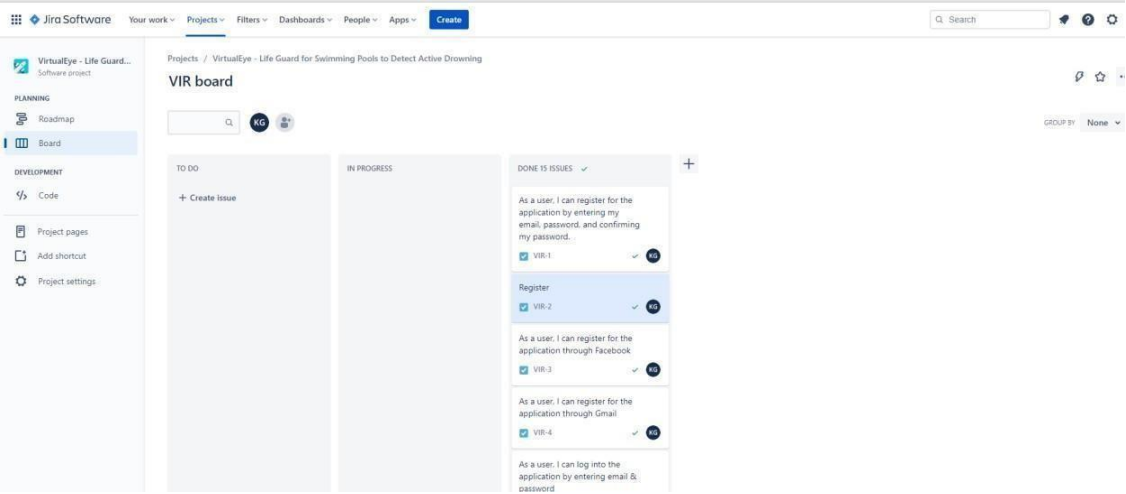 Jira Software Your work Projects Filters Dashboards People Apps Create Search
VirtualEye - Life Guard...
Software project
PLANNING
Roadmap
Board
DEVELOPMENT
Code
Project pages
Add shortcut
Project settings
Projects / VirtualEye - Life Guard for Swimming Pools to Detect Active Drowning
VIR board
KG
GROUP BY None
TO DO
+ Create issue
IN PROGRESS
DONE 15 ISSUES
As a user, I can register for the
application by entering my
email, password, and confirming
my password.
VIR-1 KG
Register
VIR-2 KG
As a user, I can register for the
application through Facebook
VIR-3 KG
As a user, I can register for the
application through Gmail
VIR-4 KG
As a user, I can log into the
application by entering email &
password